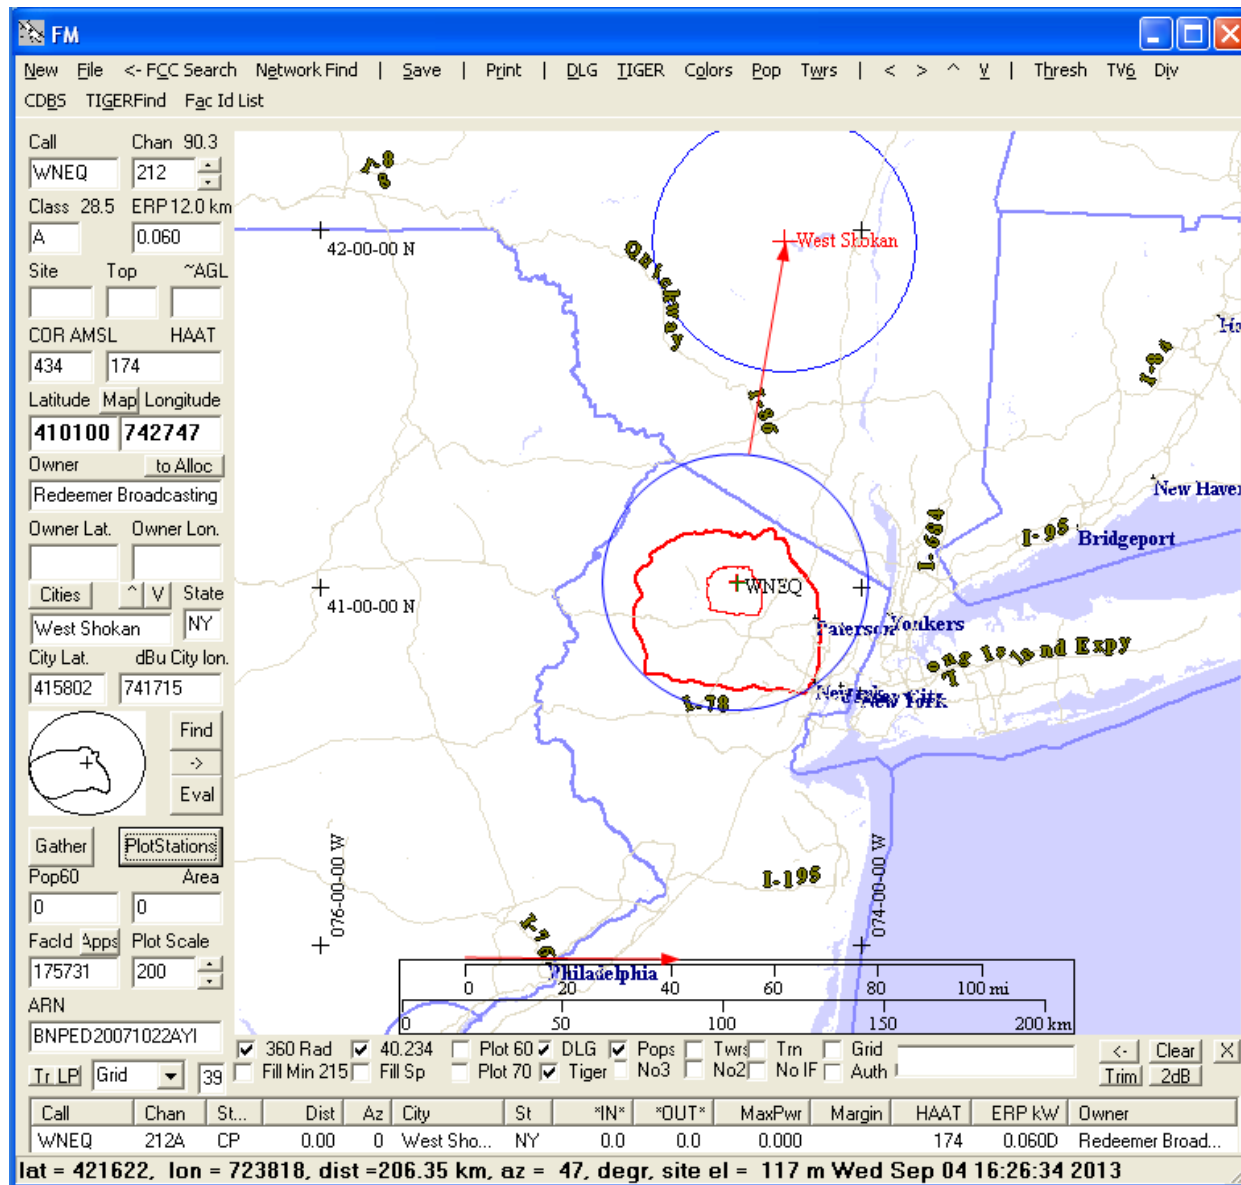 FM
New File <- FCC Search Network Find | Save | Print | DLG TIGER Colors Pop Twrs | < > ^ V | Thresh TV6 Div
CDBS TIGERFind Fac Id List
Call Chan 90.3
WNEQ 212
Class 28.5 ERP 12.0 km
A 0.060
Site Top ~AGL
COR AMSL HAAT
434 174
Latitude Map Longitude
410100 742747
Owner to Alloc
Redeemer Broadcasting
Owner Lat. Owner Lon.
Cities ^ V State
West Shokan NY
City Lat. dBu City lon.
415802 741715
Find
->
Eval
Gather PlotStations
Pop60 Area
0 0
FacId Apps Plot Scale
175731 200
ARN
BNPED20071022AYI
Tr LP Grid 39
42-00-00 N
Quickway
West Shokan
I-86
I-84
New Haven
I-95
Bridgeport
I-684
41-00-00 N
WNEQ
Paterson
Yonkers
ong Island Expy
I-78
New York
076-00-00 W
074-00-00 W
I-195
I-76
Philadelphia
0 20 40 60 80 100 mi
0 50 100 150 200 km
360 Rad 40.234 Plot 60 DLG Pops Twrs Trn Grid
Fill Min 215 Fill Sp Plot 70 Tiger No3 No2 No IF Auth
<- Clear X
Trim 2dB
Call Chan St... Dist Az City St *IN* *OUT* MaxPwr Margin HAAT ERP kW Owner
WNEQ 212A CP 0.00 0 West Sho... NY 0.0 0.0 0.000 174 0.060D Redeemer Broad...
lat = 421622, lon = 723818, dist =206.35 km, az = 47, degr, site el = 117 m Wed Sep 04 16:26:34 2013